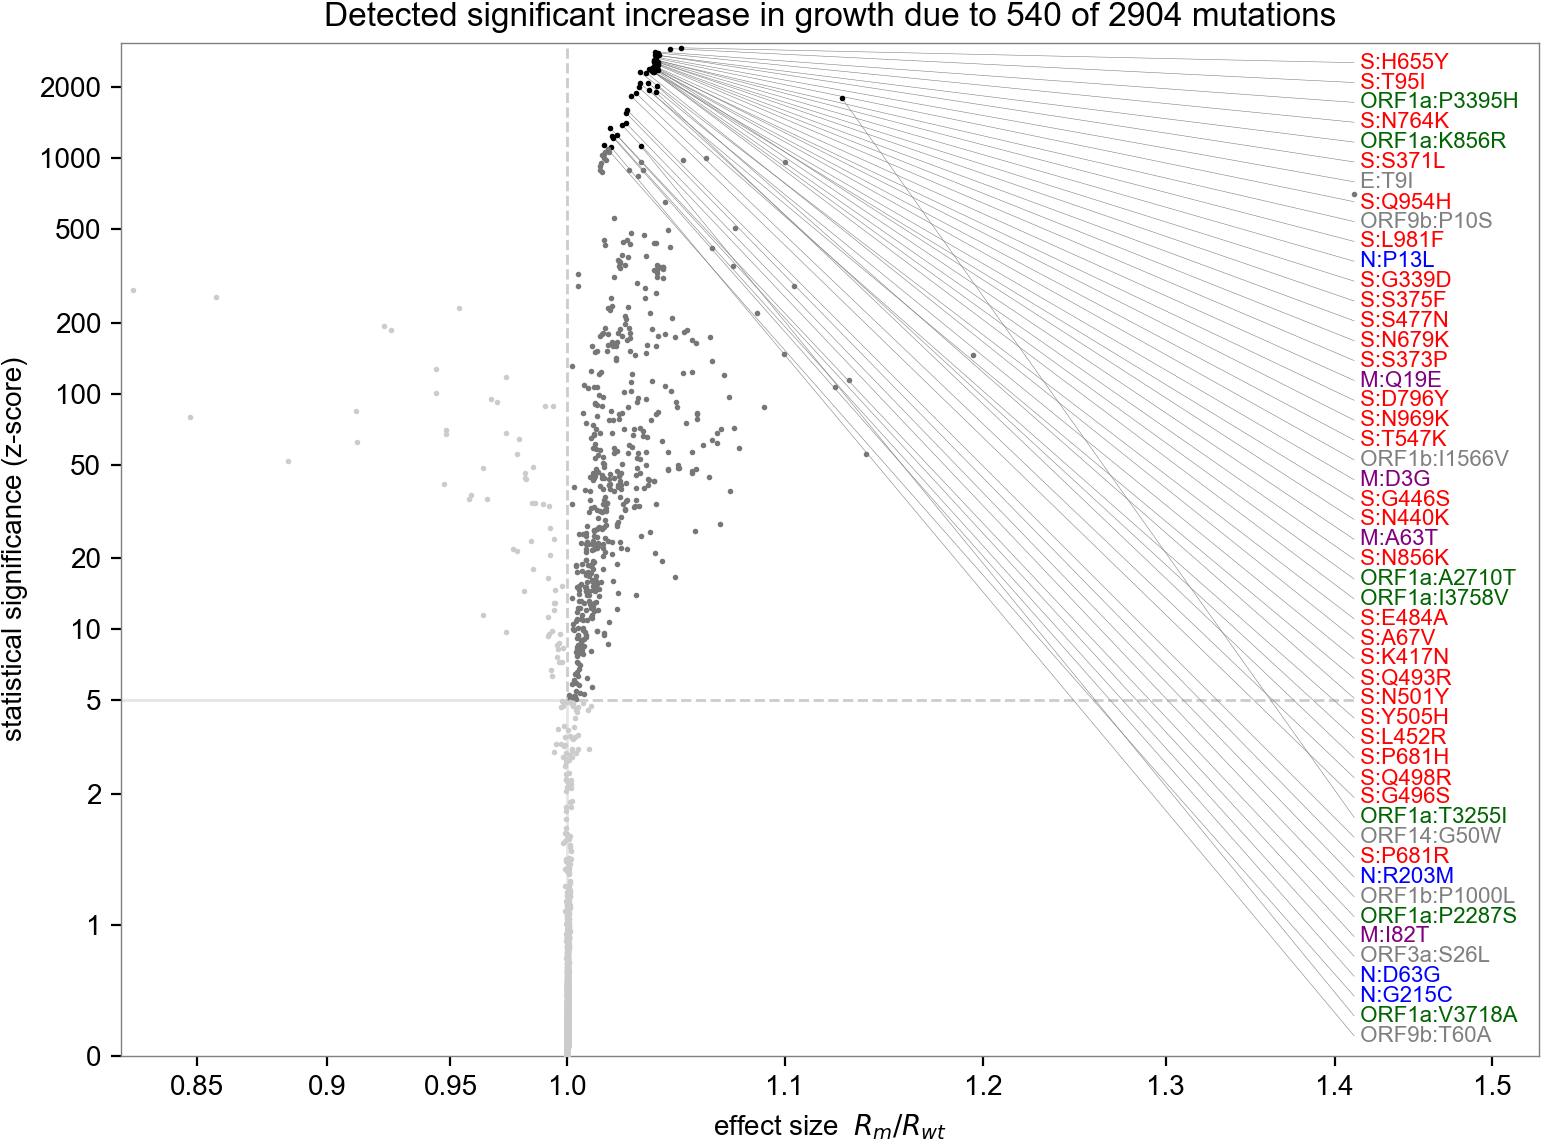 Detected significant increase in growth due to 540 of 2904 mutations
statistical significance (z-score)
2000
1000
500
200
100
50
20
10
5
2
1
0
S:H655Y
S:T95I
ORF1a:P3395H
S:N764K
ORF1a:K856R
S:S371L
E:T9I
S:Q954H
ORF9b:P10S
S:L981F
N:P13L
S:G339D
S:S375F
S:S477N
S:N679K
S:S373P
M:Q19E
S:D796Y
S:N969K
S:T547K
ORF1b:I1566V
M:D3G
S:G446S
S:N440K
M:A63T
S:N856K
ORF1a:A2710T
ORF1a:I3758V
S:E484A
S:A67V
S:K417N
S:Q493R
S:N501Y
S:Y505H
S:L452R
S:P681H
S:Q498R
S:G496S
ORF1a:T3255I
ORF14:G50W
S:P681R
N:R203M
ORF1b:P1000L
ORF1a:P2287S
M:I82T
ORF3a:S26L
N:D63G
N:G215C
ORF1a:V3718A
ORF9b:T60A
0.85 0.9 0.95 1.0 1.1 1.2 1.3 1.4 1.5
effect size R_m/R_wt